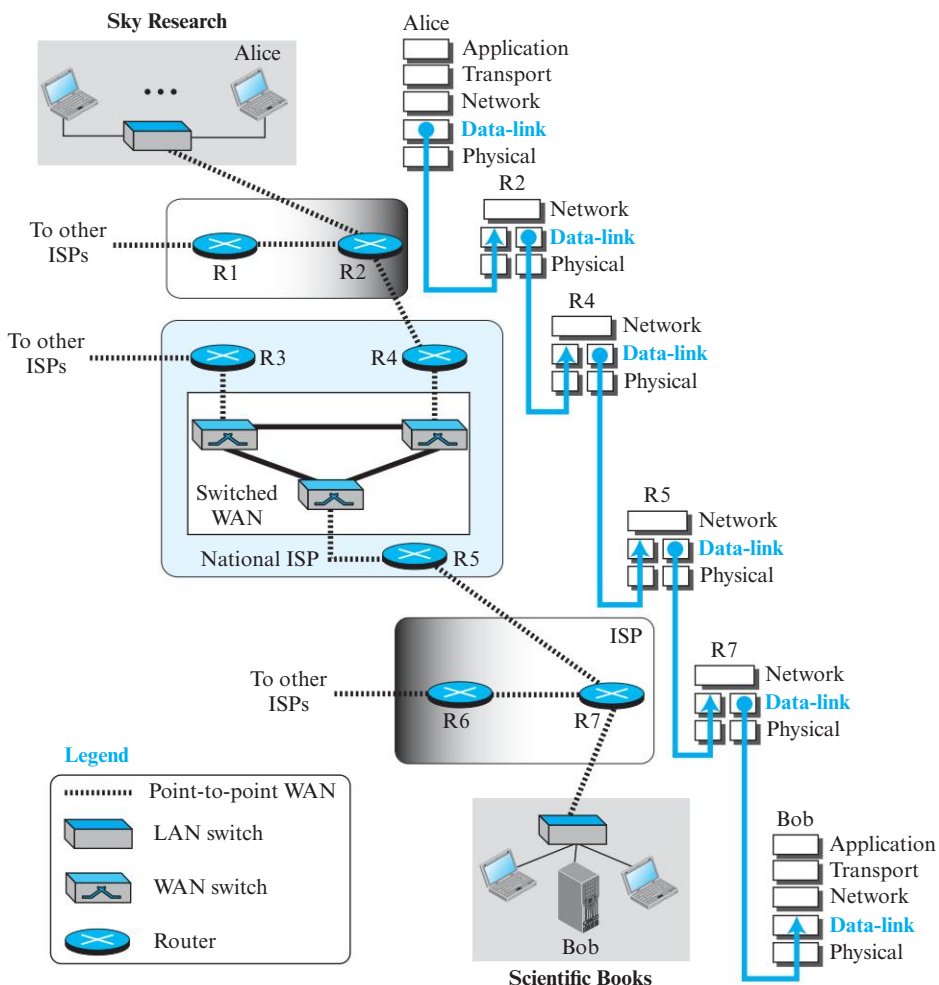 Sky Research
Alice
To other
ISPs
R1
R2
To other
ISPs
R3
R4
Switched
WAN
National ISP
R5
ISP
To other
ISPs
R6
R7
Legend
Point-to-point WAN
LAN switch
WAN switch
Router
Bob
Scientific Books
Alice
Application
Transport
Network
Data-link
Physical
R2
Network
Data-link
Physical
R4
Network
Data-link
Physical
R5
Network
Data-link
Physical
R7
Network
Data-link
Physical
Bob
Application
Transport
Network
Data-link
Physical